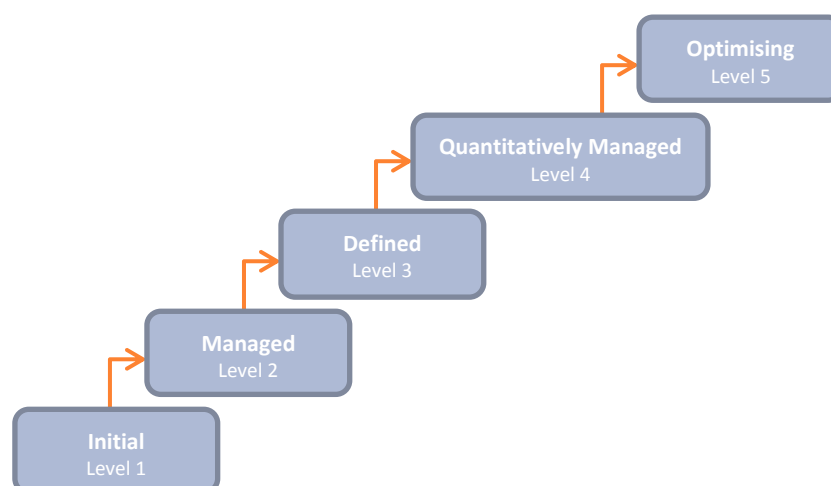 Optimising
Level 5
Quantitatively Managed
Level 4
Defined
Level 3
Managed
Level 2
Initial
Level 1